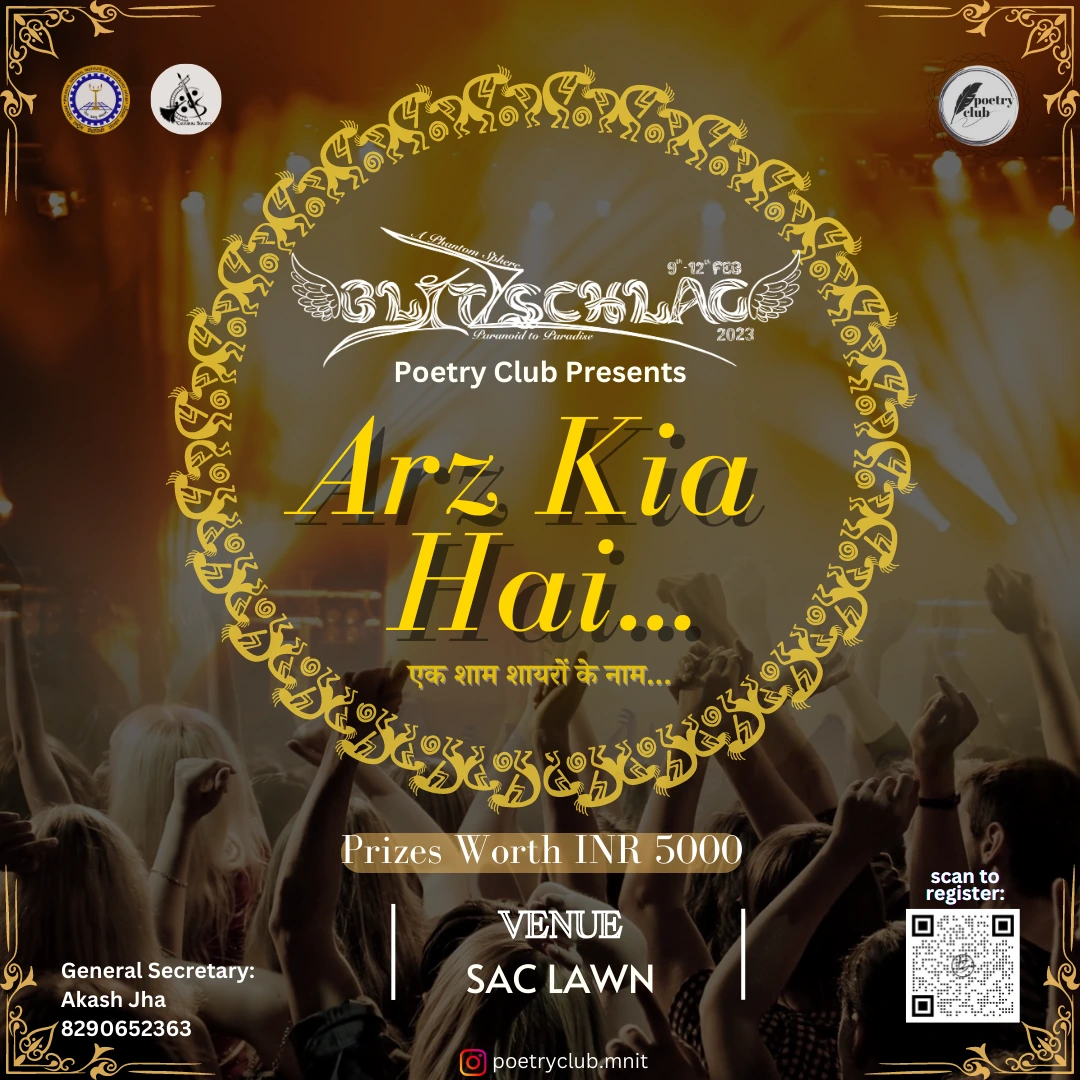 poetry
club
A Phantom Sphere
9th-12th FEB
BLITZSCHLAG
2023
Paranoid to Paradise
Poetry Club Presents
Arz Kia
Hai...
एक शाम शायरों के नाम...
Prizes Worth INR 5000
scan to
register:
VENUE
SAC LAWN
General Secretary:
Akash Jha
8290652363
poetryclub.mnit